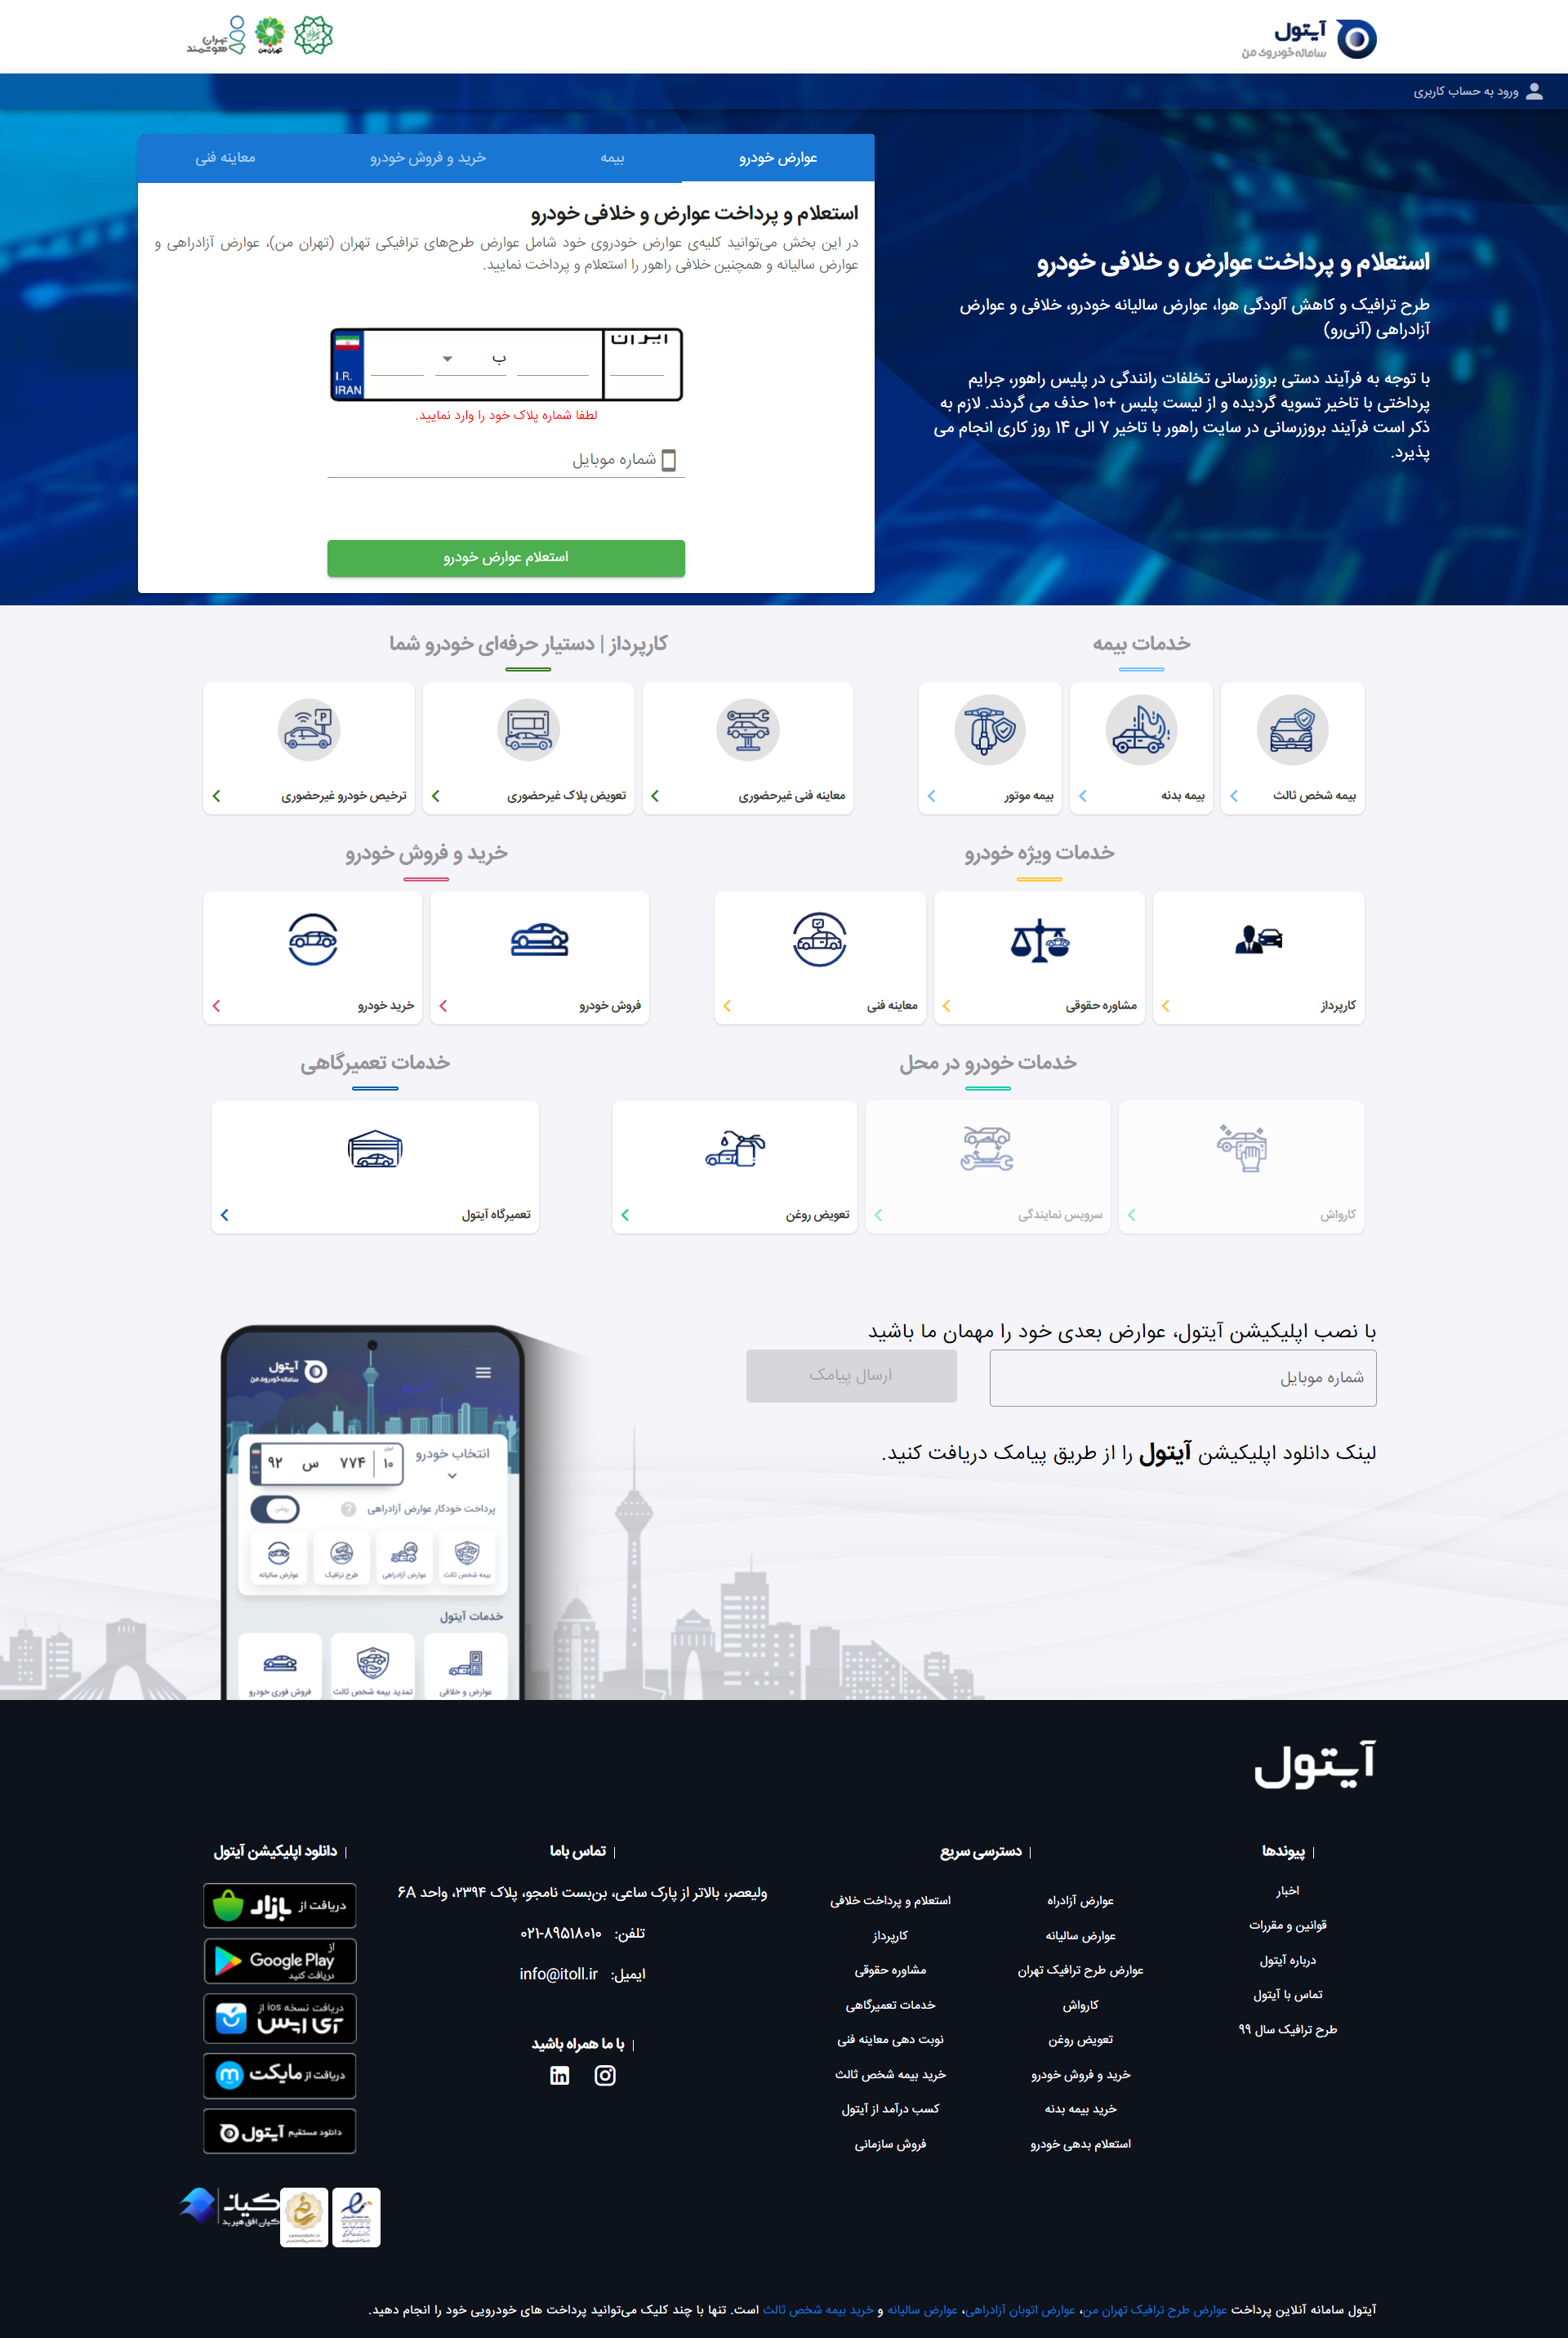 آیتول
سامانه خودروی من
تهران من
تهران
هوشمند
ورود به حساب کاربری
عوارض خودرو
بیمه
خرید و فروش خودرو
معاینه فنی
استعلام و پرداخت عوارض و خلافی خودرو
در این بخش می‌توانید کلیه‌ی عوارض خودروی خود شامل عوارض طرح‌های ترافیکی تهران (تهران من)، عوارض آزادراهی و
عوارض سالیانه و همچنین خلافی راهور را استعلام و پرداخت نمایید.
ایران
ب
I.R.
IRAN
لطفا شماره پلاک خود را وارد نمایید.
شماره موبایل
استعلام عوارض خودرو
استعلام و پرداخت عوارض و خلافی خودرو
طرح ترافیک و کاهش آلودگی هوا، عوارض سالیانه خودرو، خلافی و عوارض
آزادراهی (آنی‌رو)
با توجه به فرآیند دستی بروزرسانی تخلفات رانندگی در پلیس راهور، جرایم
پرداختی با تاخیر تسویه گردیده و از لیست پلیس +۱۰ حذف می گردند. لازم به
ذکر است فرآیند بروزرسانی در سایت راهور با تاخیر ۷ الی ۱۴ روز کاری انجام می
پذیرد.
خدمات بیمه
بیمه شخص ثالث
بیمه بدنه
بیمه موتور
کارپرداز | دستیار حرفه‌ای خودرو شما
معاینه فنی غیرحضوری
تعویض پلاک غیرحضوری
ترخیص خودرو غیرحضوری
خدمات ویژه خودرو
کارپرداز
مشاوره حقوقی
معاینه فنی
خرید و فروش خودرو
فروش خودرو
خرید خودرو
خدمات خودرو در محل
کارواش
سرویس نمایندگی
تعویض روغن
خدمات تعمیرگاهی
تعمیرگاه آیتول
با نصب اپلیکیشن آیتول، عوارض بعدی خود را مهمان ما باشید
شماره موبایل
ارسال پیامک
لینک دانلود اپلیکیشن آیتول را از طریق پیامک دریافت کنید.
آیتول
سامانه خودروی من
انتخاب خودرو
۹۲ س ۷۷۴ ۱۰
پرداخت خودکار عوارض آزادراهی
روشن
بیمه شخص ثالث
عوارض آزادراهی
طرح ترافیک
عوارض سالیانه
خدمات آیتول
عوارض و خلافی
تمدید بیمه شخص ثالث
فروش فوری خودرو
آیتول
پیوندها
اخبار
قوانین و مقررات
درباره آیتول
تماس با آیتول
طرح ترافیک سال ۹۹
دسترسی سریع
عوارض آزادراه
عوارض سالیانه
عوارض طرح ترافیک تهران
کارواش
تعویض روغن
خرید و فروش خودرو
خرید بیمه بدنه
استعلام بدهی خودرو
استعلام و پرداخت خلافی
کارپرداز
مشاوره حقوقی
خدمات تعمیرگاهی
نوبت دهی معاینه فنی
خرید بیمه شخص ثالث
کسب درآمد از آیتول
فروش سازمانی
تماس باما
ولیعصر، بالاتر از پارک ساعی، بن‌بست نامجو، پلاک ۲۳۹۴، واحد ۶A
تلفن: ۰۲۱-۸۹۵۱۸۰۱۰
ایمیل: info@itoll.ir
با ما همراه باشید
دانلود اپلیکیشن آیتول
دریافت از بازار
از
Google Play
دریافت کنید
دریافت نسخه ios از
آی اپس
دریافت از مایکت
دانلود مستقیم آیتول
کیان
کیان افق هیربد
آیتول سامانه آنلاین پرداخت عوارض طرح ترافیک تهران من، عوارض اتوبان آزادراهی، عوارض سالیانه و خرید بیمه شخص ثالث است. تنها با چند کلیک می‌توانید پرداخت های خودرویی خود را انجام دهید.